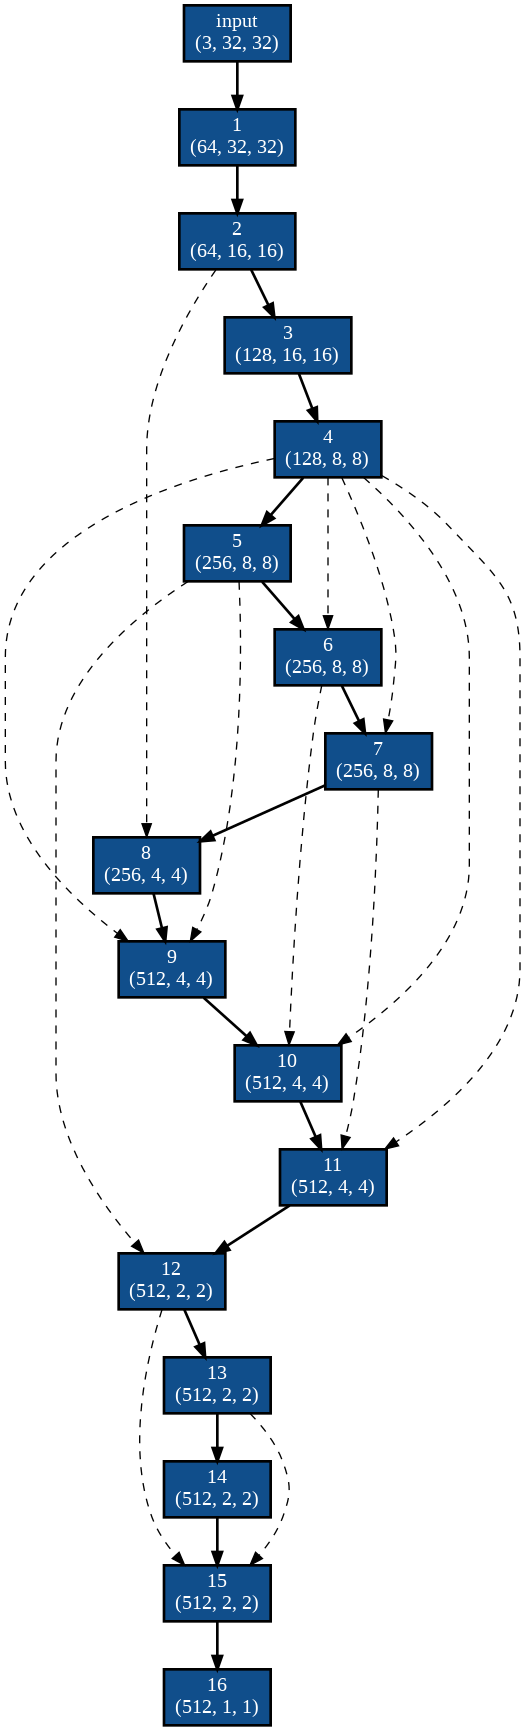 input
(3, 32, 32)
1
(64, 32, 32)
2
(64, 16, 16)
3
(128, 16, 16)
4
(128, 8, 8)
5
(256, 8, 8)
6
(256, 8, 8)
7
(256, 8, 8)
8
(256, 4, 4)
9
(512, 4, 4)
10
(512, 4, 4)
11
(512, 4, 4)
12
(512, 2, 2)
13
(512, 2, 2)
14
(512, 2, 2)
15
(512, 2, 2)
16
(512, 1, 1)